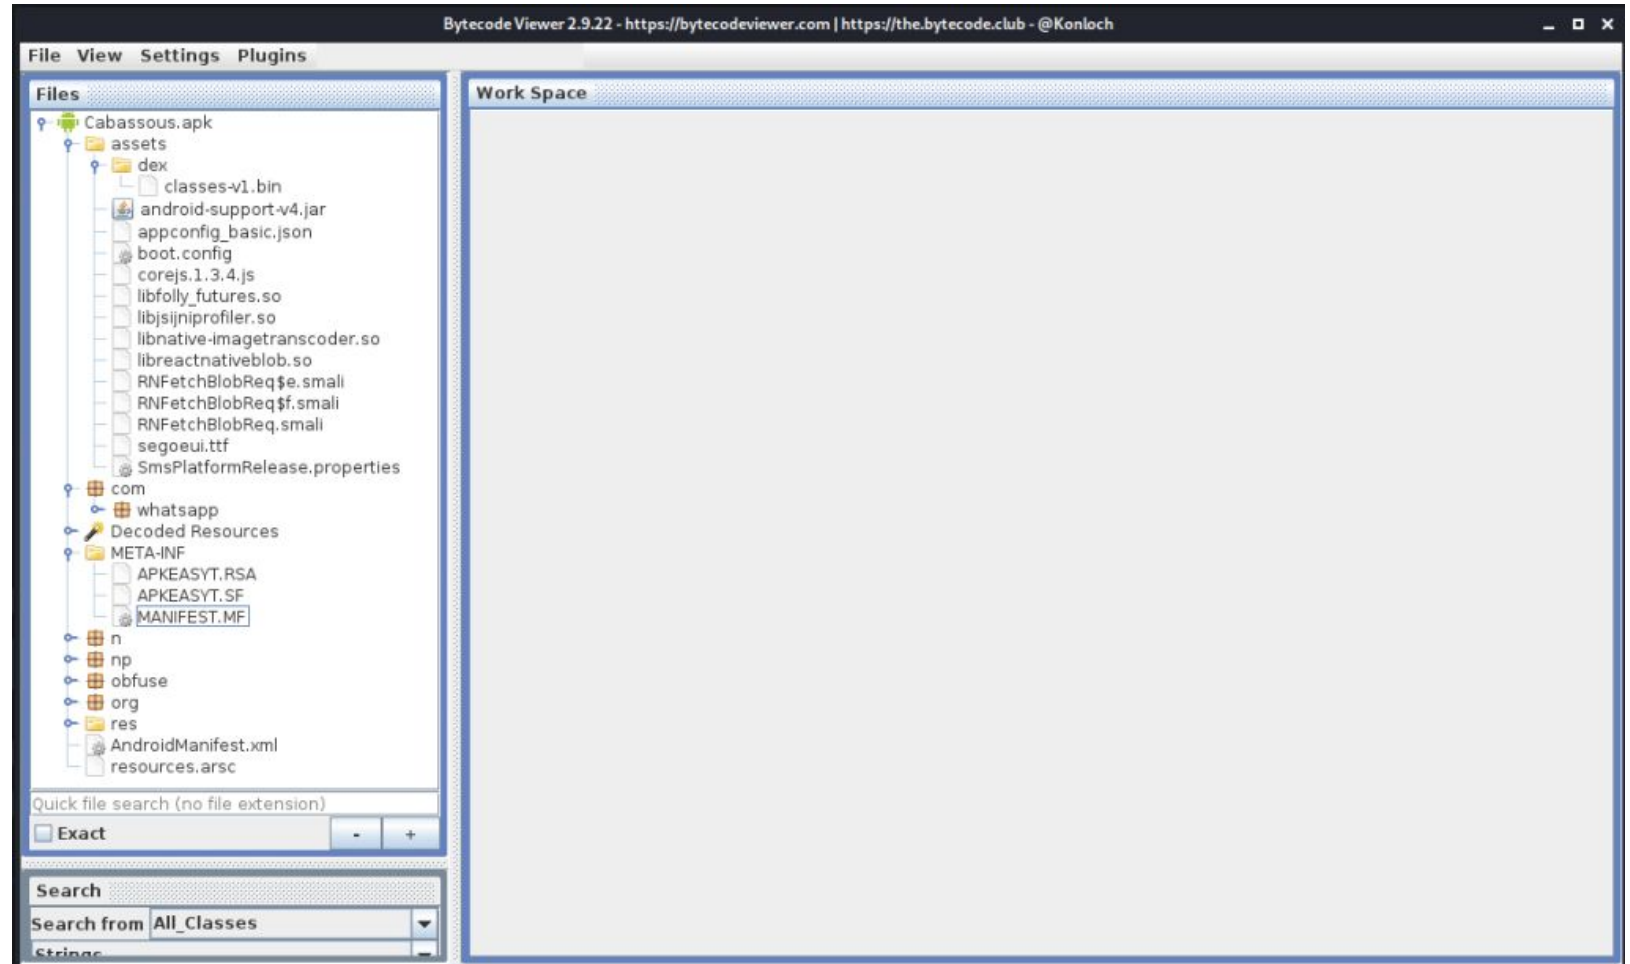 Bytecode Viewer 2.9.22 - https://bytecodeviewer.com | https://the.bytecode.club - @Konloch
File View Settings Plugins
Files
Cabassous.apk
assets
dex
classes-v1.bin
android-support-v4.jar
appconfig_basic.json
boot.config
corejs.1.3.4.js
libfolly_futures.so
libjsijniprofiler.so
libnative-imagetranscoder.so
libreactnativeblob.so
RNFetchBlobReq$e.smali
RNFetchBlobReq$f.smali
RNFetchBlobReq.smali
segoeui.ttf
SmsPlatformRelease.properties
com
whatsapp
Decoded Resources
META-INF
APKEASYT.RSA
APKEASYT.SF
MANIFEST.MF
n
np
obfuse
org
res
AndroidManifest.xml
resources.arsc
Quick file search (no file extension)
Exact
- +
Search
Search from All_Classes
Strings
Work Space